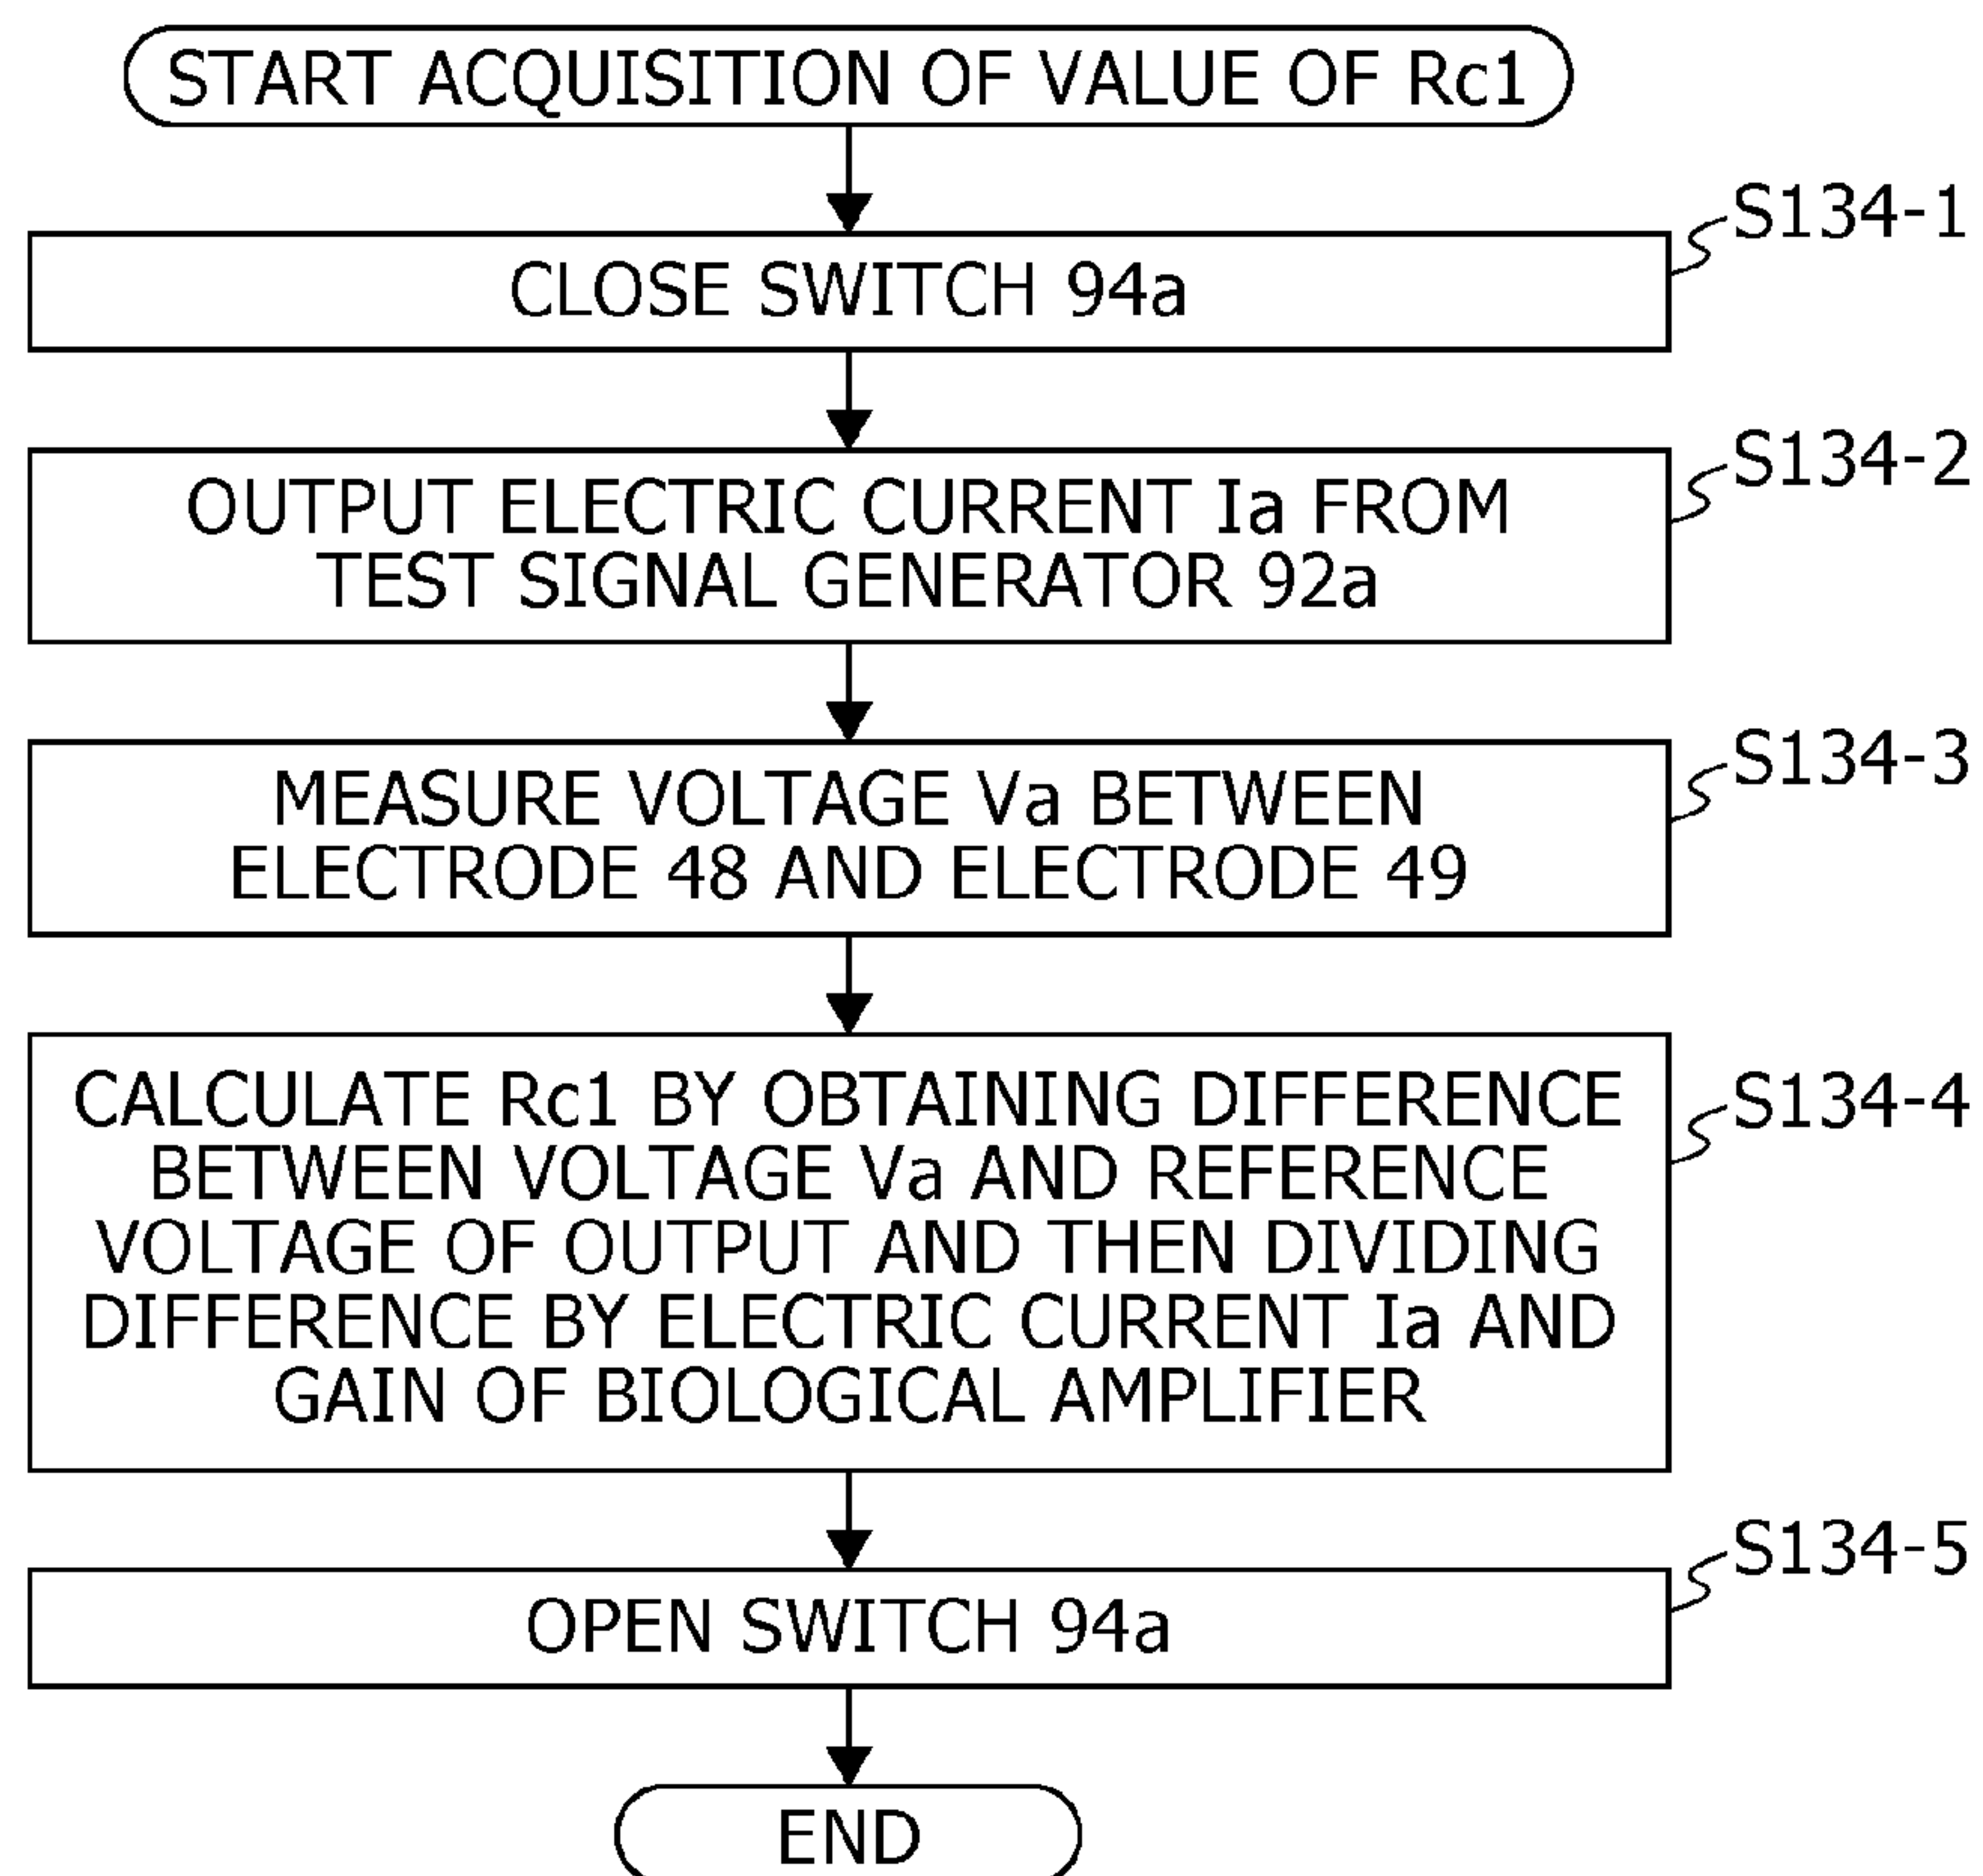 START ACQUISITION OF VALUE OF Rc1
S134-1
CLOSE SWITCH 94a
S134-2
OUTPUT ELECTRIC CURRENT Ia FROM
TEST SIGNAL GENERATOR 92a
S134-3
MEASURE VOLTAGE Va BETWEEN
ELECTRODE 48 AND ELECTRODE 49
S134-4
CALCULATE Rc1 BY OBTAINING DIFFERENCE
BETWEEN VOLTAGE Va AND REFERENCE
VOLTAGE OF OUTPUT AND THEN DIVIDING
DIFFERENCE BY ELECTRIC CURRENT Ia AND
GAIN OF BIOLOGICAL AMPLIFIER
S134-5
OPEN SWITCH 94a
END